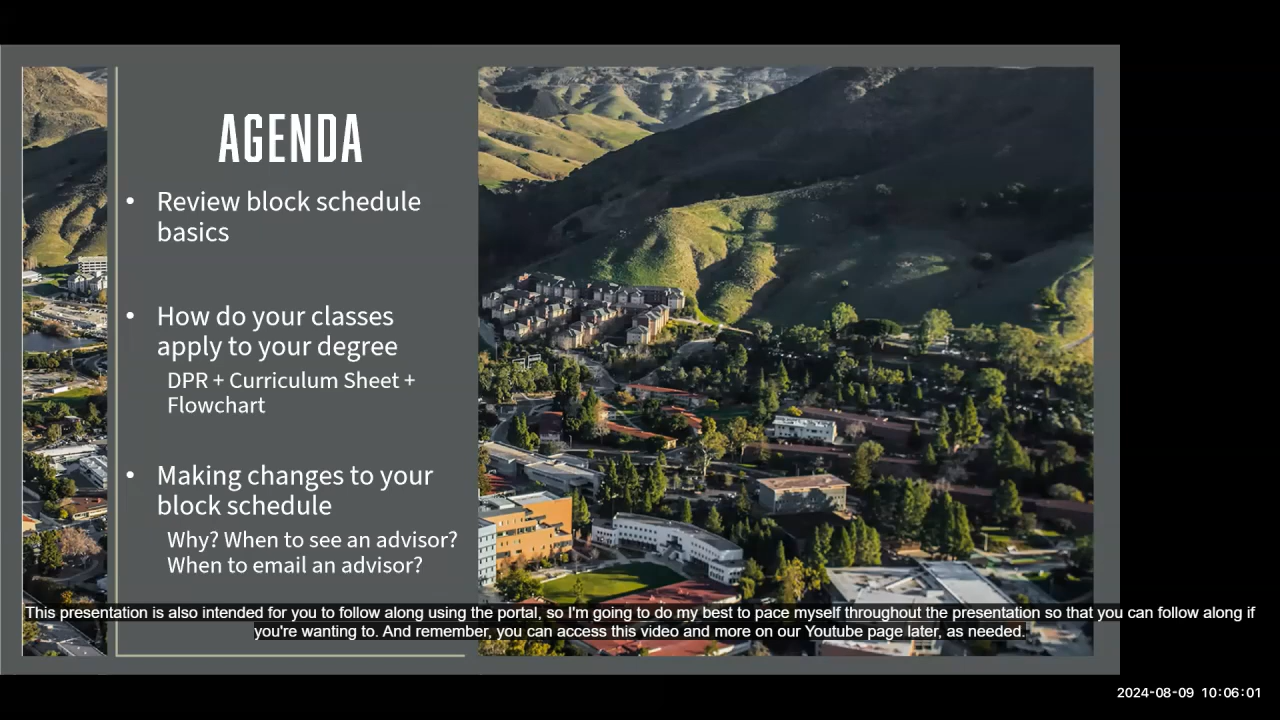 AGENDA
• Review block schedule
basics
• How do your classes
apply to your degree
DPR + Curriculum Sheet +
Flowchart
• Making changes to your
block schedule
Why? When to see an advisor?
When to email an advisor?
This presentation is also intended for you to follow along using the portal, so I'm going to do my best to pace myself throughout the presentation so that you can follow along if
you're wanting to. And remember, you can access this video and more on our Youtube page later, as needed.
2024-08-09 10:06:01